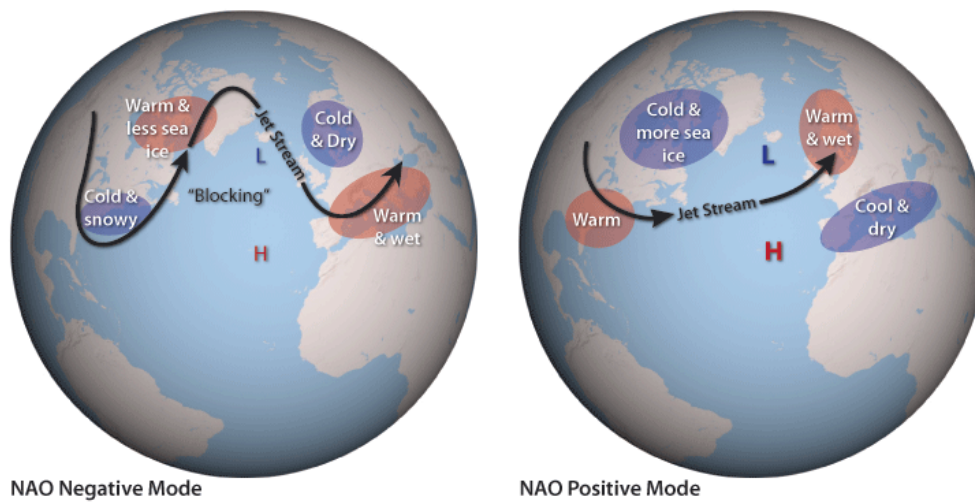 Warm &
less sea
ice
Cold &
snowy
"Blocking"
Jet Stream
L
H
Cold
& Dry
Warm
& wet
NAO Negative Mode
Cold &
more sea
ice
Warm
Jet Stream
L
H
Warm
& wet
Cool &
dry
NAO Positive Mode